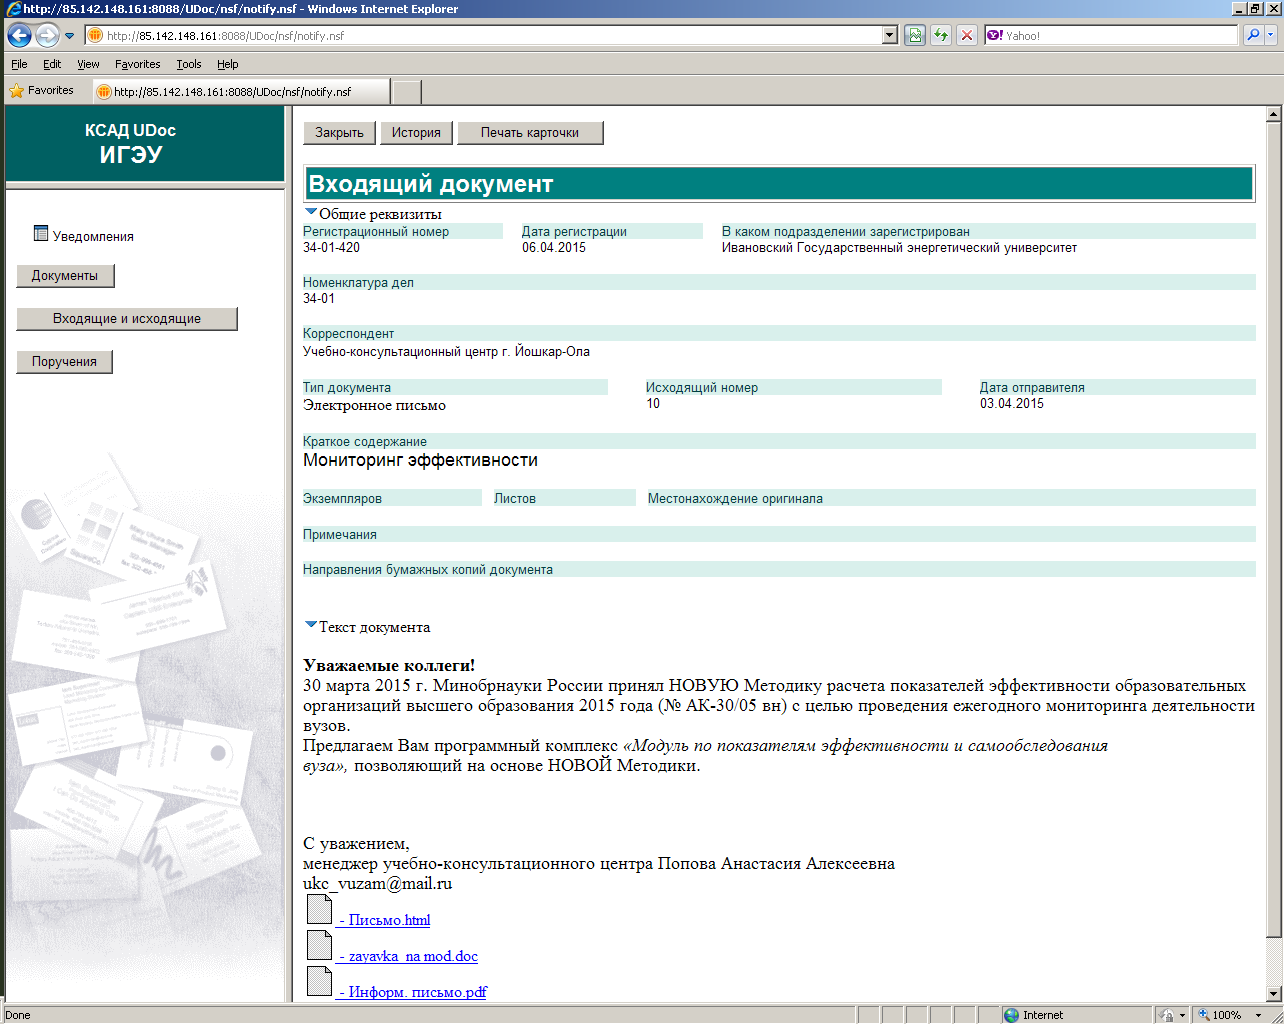 http://85.142.148.161:8088/UDoc/nsf/notify.nsf - Windows Internet Explorer
http://85.142.148.161:8088/UDoc/nsf/notify.nsf
Yahoo!
File Edit View Favorites Tools Help
Favorites http://85.142.148.161:8088/UDoc/nsf/notify.nsf
КСАД UDoc
ИГЭУ
Уведомления
Документы
Входящие и исходящие
Поручения
Закрыть История Печать карточки
Входящий документ
Общие реквизиты
Регистрационный номер Дата регистрации В каком подразделении зарегистрирован
34-01-420 06.04.2015 Ивановский Государственный энергетический университет
Номенклатура дел
34-01
Корреспондент
Учебно-консультационный центр г. Йошкар-Ола
Тип документа Исходящий номер Дата отправителя
Электронное письмо 10 03.04.2015
Краткое содержание
Мониторинг эффективности
Экземпляров Листов Местонахождение оригинала
Примечания
Направления бумажных копий документа
Текст документа
Уважаемые коллеги!
30 марта 2015 г. Минобрнауки России принял НОВУЮ Методику расчета показателей эффективности образовательных
организаций высшего образования 2015 года (№ АК-30/05 вн) с целью проведения ежегодного мониторинга деятельности
вузов.
Предлагаем Вам программный комплекс «Модуль по показателям эффективности и самообследования
вуза», позволяющий на основе НОВОЙ Методики.
С уважением,
менеджер учебно-консультационного центра Попова Анастасия Алексеевна
ukc_vuzam@mail.ru
- Письмо.html
- zayavka_na mod.doc
- Информ. письмо.pdf
Done Internet 100%